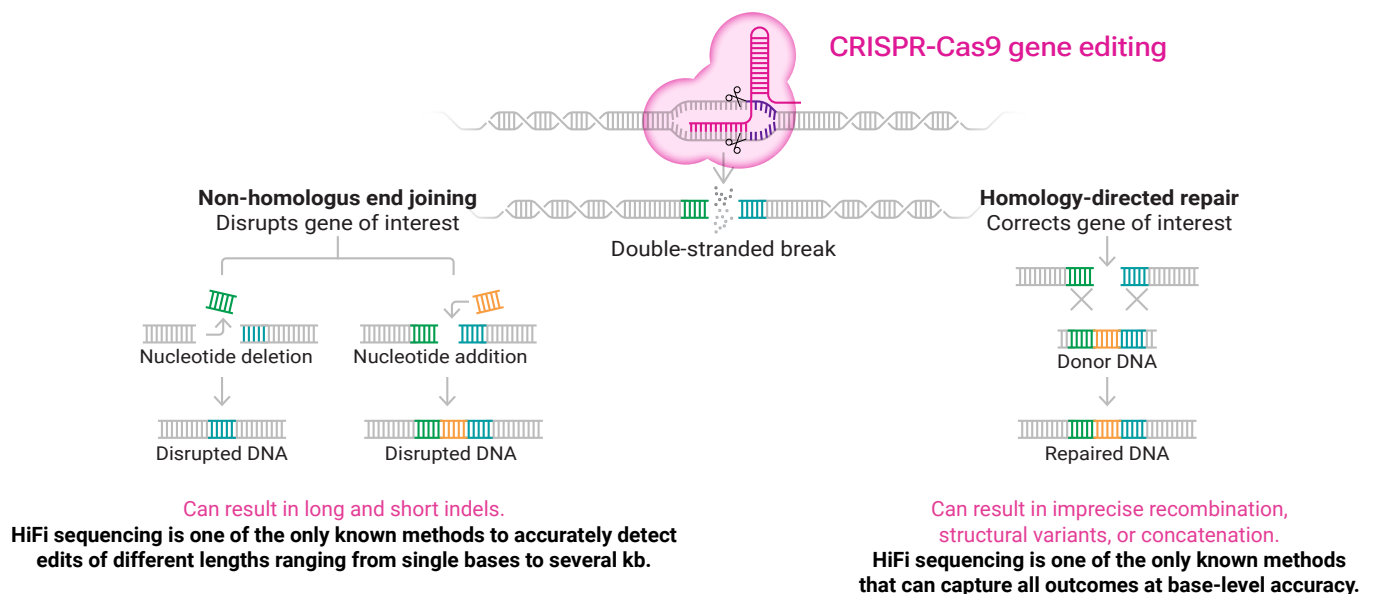 CRISPR-Cas9 gene editing
Non-homologus end joining
Disrupts gene of interest
Double-stranded break
Homology-directed repair
Corrects gene of interest
Nucleotide deletion
Nucleotide addition
Donor DNA
Disrupted DNA
Disrupted DNA
Repaired DNA
Can result in long and short indels.
HiFi sequencing is one of the only known methods to accurately detect
edits of different lengths ranging from single bases to several kb.
Can result in imprecise recombination,
structural variants, or concatenation.
HiFi sequencing is one of the only known methods
that can capture all outcomes at base-level accuracy.